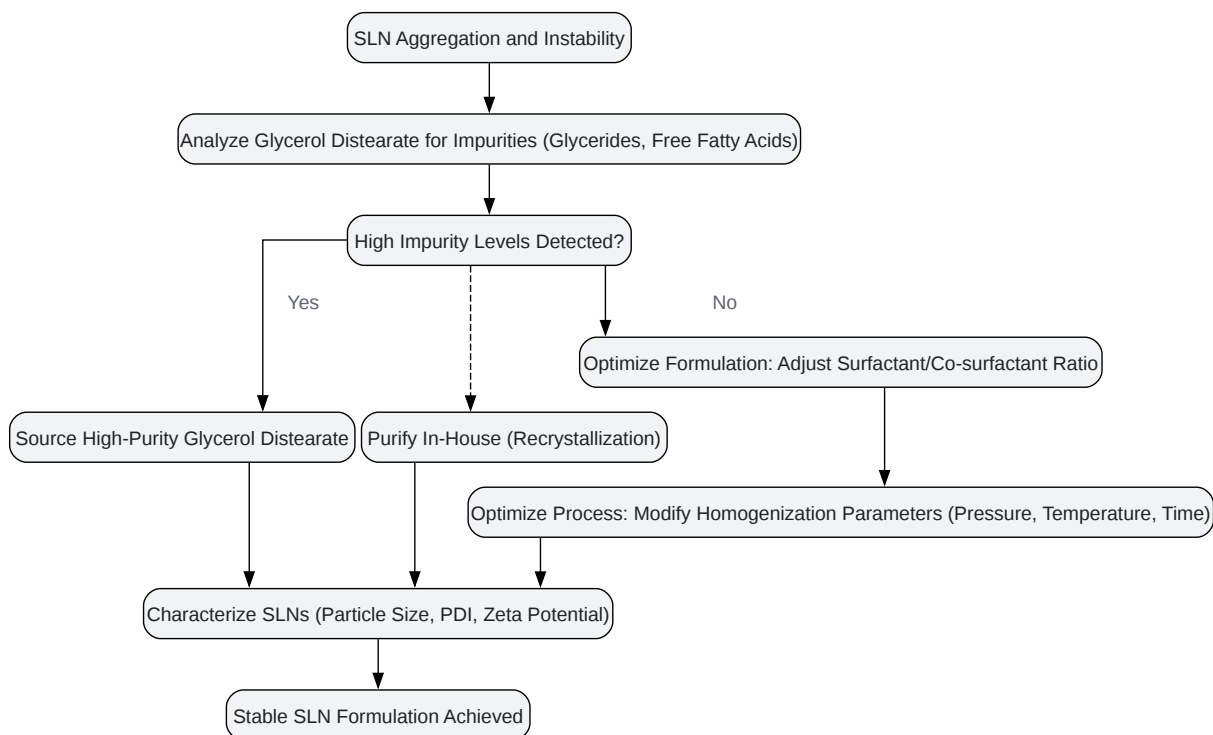 SLN Aggregation and Instability
Analyze Glycerol Distearate for Impurities (Glycerides, Free Fatty Acids)
High Impurity Levels Detected?
Yes
No
Optimize Formulation: Adjust Surfactant/Co-surfactant Ratio
Source High-Purity Glycerol Distearate
Purify In-House (Recrystallization)
Optimize Process: Modify Homogenization Parameters (Pressure, Temperature, Time)
Characterize SLNs (Particle Size, PDI, Zeta Potential)
Stable SLN Formulation Achieved